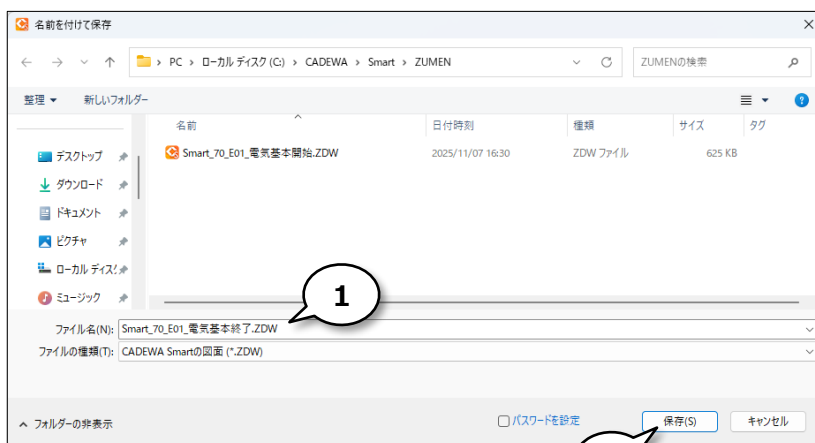 名前を付けて保存
PC › ローカル ディスク (C:) › CADEWA › Smart › ZUMEN
ZUMENの検索
整理 新しいフォルダー
名前 日付時刻 種類 サイズ タグ
Smart_70_E01_電気基本開始.ZDW 2025/11/07 16:30 ZDW ファイル 625 KB
デスクトップ
ダウンロード
ドキュメント
ピクチャ
ローカル ディスク
ミュージック
1
ファイル名(N): Smart_70_E01_電気基本終了.ZDW
ファイルの種類(T): CADEWA Smartの図面 (*.ZDW)
フォルダーの非表示
パスワードを設定
保存(S) キャンセル